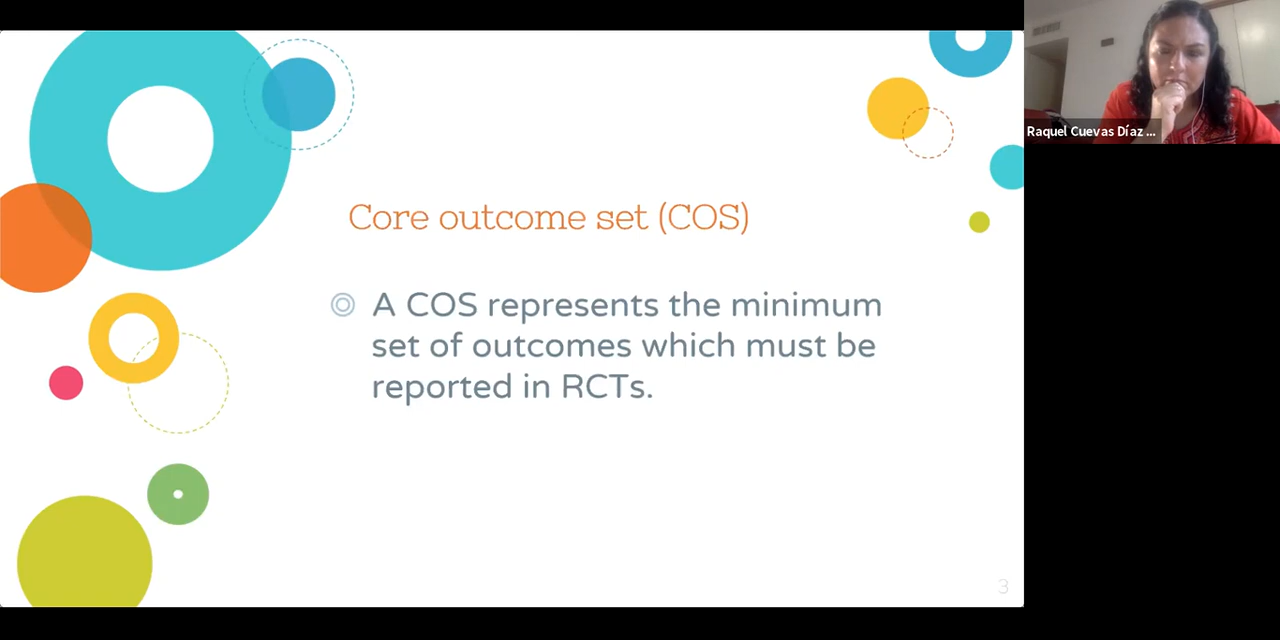 Raquel Cuevas Díaz ...
Core outcome set (COS)
A COS represents the minimum
set of outcomes which must be
reported in RCTs.
3